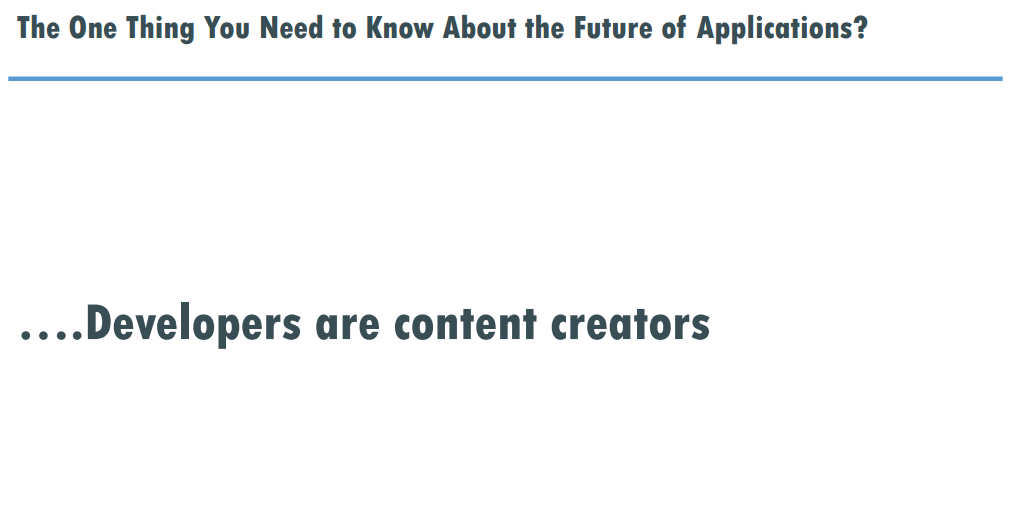 The One Thing You Need to Know About the Future of Applications?
....Developers are content creators